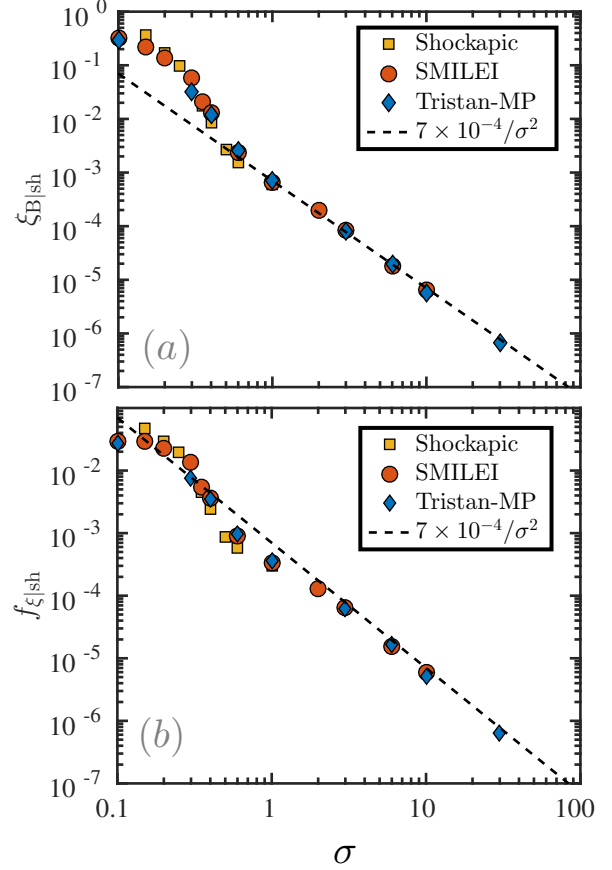 10 0
10 -1
10 -2
10 -3
10 -4
10 -5
10 -6
10 -7
ξB|sh
Shockapic
SMILEI
Tristan-MP
7 × 10−4/σ2
(a)
10 -2
10 -3
10 -4
10 -5
10 -6
10 -7
fξ|sh
Shockapic
SMILEI
Tristan-MP
7 × 10−4/σ2
(b)
0.1 1 10 100
σ